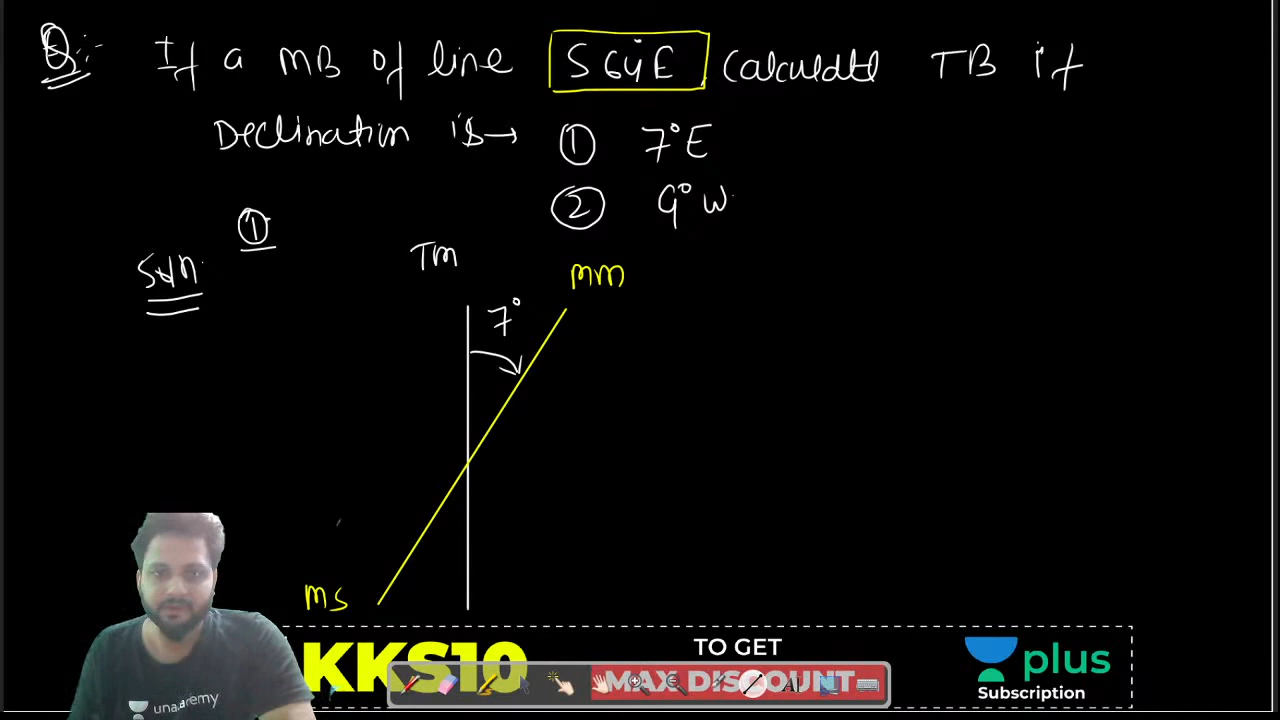 Q:- If a MB of line S 64° E calculate TB if
Declination is → ① 7° E
② 9° W.
①
Soln.
TM
MM
7°
MS
KKS10
TO GET
MAX DISCOUNT
plus
Subscription
unacademy